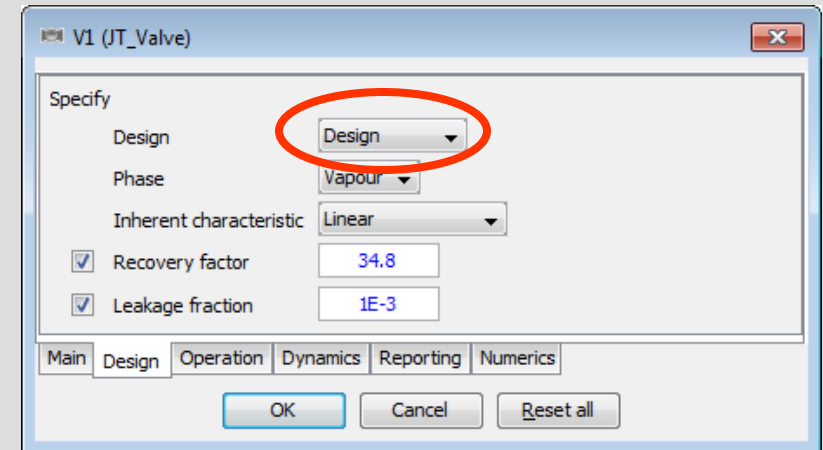 V1 (JT_Valve)
Specify
Design Design
Phase Vapour
Inherent characteristic Linear
Recovery factor 34.8
Leakage fraction 1E-3
Main Design Operation Dynamics Reporting Numerics
OK Cancel Reset all